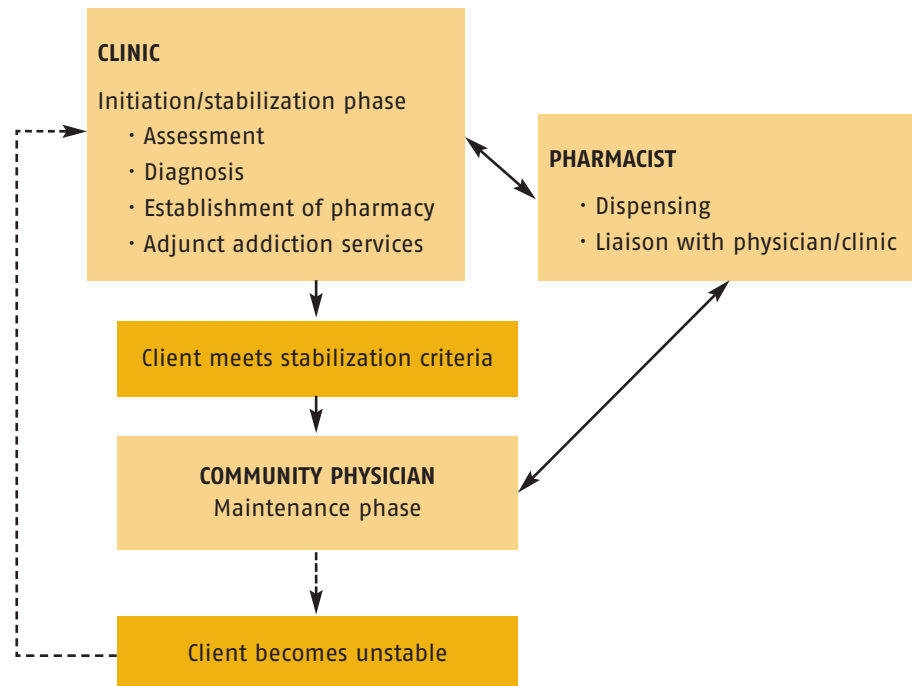 CLINIC
Initiation/stabilization phase
· Assessment
· Diagnosis
· Establishment of pharmacy
· Adjunct addiction services
PHARMACIST
· Dispensing
· Liaison with physician/clinic
Client meets stabilization criteria
COMMUNITY PHYSICIAN
Maintenance phase
Client becomes unstable